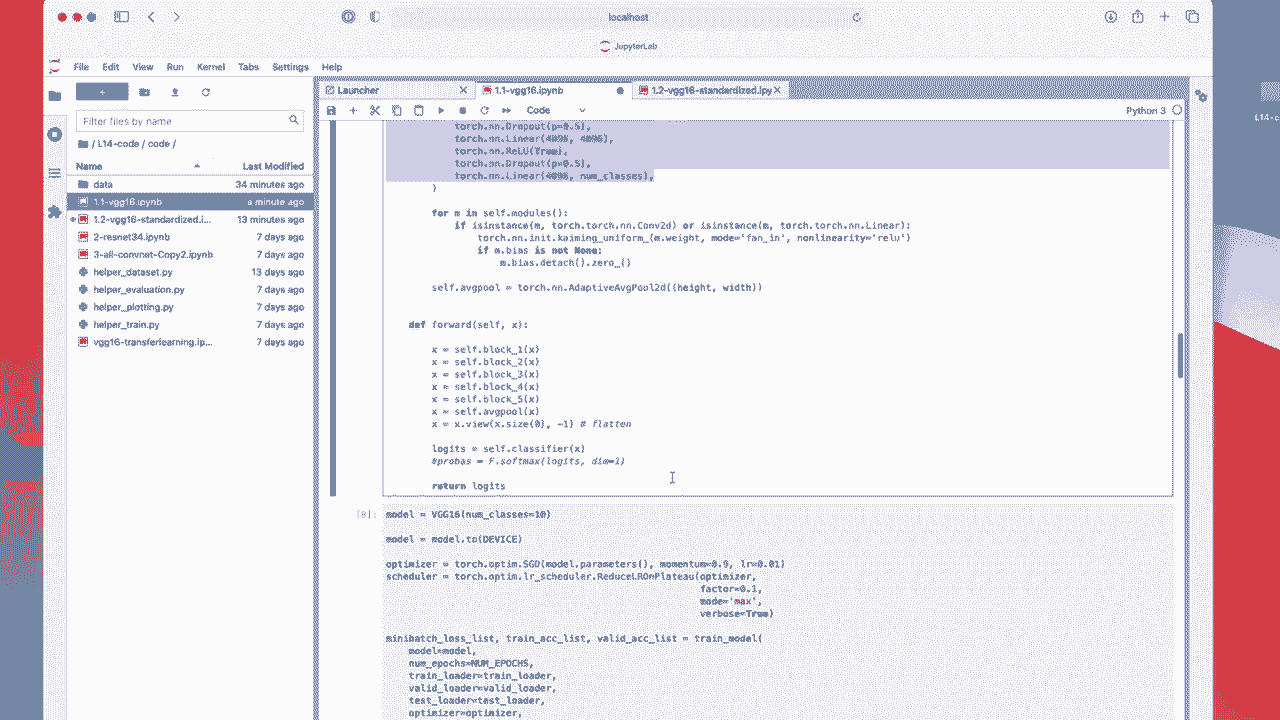 localhost
JupyterLab
File Edit View Run Kernel Tabs Settings Help
Launcher
1.1-vgg16.ipynb
1.2-vgg16-standardized.ipy
Code
Python 3
Filter files by name
/ L14-code / code /
Name Last Modified
data 34 minutes ago
1.1-vgg16.ipynb a minute ago
1.2-vgg16-standardized.i... 13 minutes ago
2-resnet34.ipynb 7 days ago
3-all-convnet-Copy2.ipynb 7 days ago
helper_dataset.py 13 days ago
helper_evaluation.py 7 days ago
helper_plotting.py 7 days ago
helper_train.py 7 days ago
vgg16-transferlearning.ip... 7 days ago
torch.nn.Dropout(p=0.5),
torch.nn.Linear(4096, 4096),
torch.nn.ReLU(True),
torch.nn.Dropout(p=0.5),
torch.nn.Linear(4096, num_classes),
)
for m in self.modules():
if isinstance(m, torch.torch.nn.Conv2d) or isinstance(m, torch.torch.nn.Linear):
torch.nn.init.kaiming_uniform_(m.weight, mode='fan_in', nonlinearity='relu')
if m.bias is not None:
m.bias.detach().zero_()
self.avgpool = torch.nn.AdaptiveAvgPool2d((height, width))
def forward(self, x):
x = self.block_1(x)
x = self.block_2(x)
x = self.block_3(x)
x = self.block_4(x)
x = self.block_5(x)
x = self.avgpool(x)
x = x.view(x.size(0), -1) # flatten
logits = self.classifier(x)
#probas = F.softmax(logits, dim=1)
return logits
[8]: model = VGG16(num_classes=10)
model = model.to(DEVICE)
optimizer = torch.optim.SGD(model.parameters(), momentum=0.9, lr=0.01)
scheduler = torch.optim.lr_scheduler.ReduceLROnPlateau(optimizer,
factor=0.1,
mode='max',
verbose=True)
minibatch_loss_list, train_acc_list, valid_acc_list = train_model(
model=model,
num_epochs=NUM_EPOCHS,
train_loader=train_loader,
valid_loader=valid_loader,
test_loader=test_loader,
optimizer=optimizer,